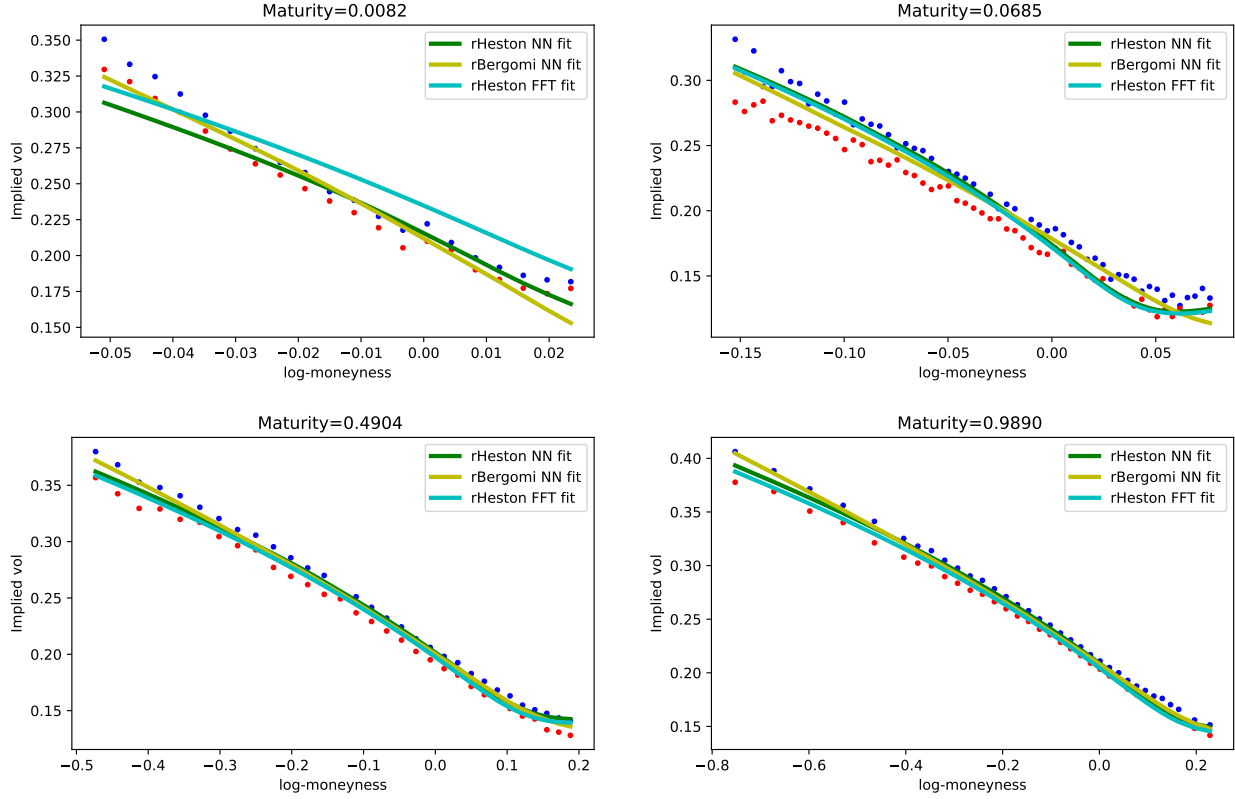 Maturity=0.0082
0.350
0.325
0.300
0.275
0.250
0.225
0.200
0.175
0.150
Implied vol
rHeston NN fit
rBergomi NN fit
rHeston FFT fit
−0.05 −0.04 −0.03 −0.02 −0.01 0.00 0.01 0.02
log-moneyness
Maturity=0.0685
0.30
0.25
0.20
0.15
Implied vol
rHeston NN fit
rBergomi NN fit
rHeston FFT fit
−0.15 −0.10 −0.05 0.00 0.05
log-moneyness
Maturity=0.4904
0.35
0.30
0.25
0.20
0.15
Implied vol
rHeston NN fit
rBergomi NN fit
rHeston FFT fit
−0.5 −0.4 −0.3 −0.2 −0.1 0.0 0.1 0.2
log-moneyness
Maturity=0.9890
0.40
0.35
0.30
0.25
0.20
0.15
Implied vol
rHeston NN fit
rBergomi NN fit
rHeston FFT fit
−0.8 −0.6 −0.4 −0.2 0.0 0.2
log-moneyness